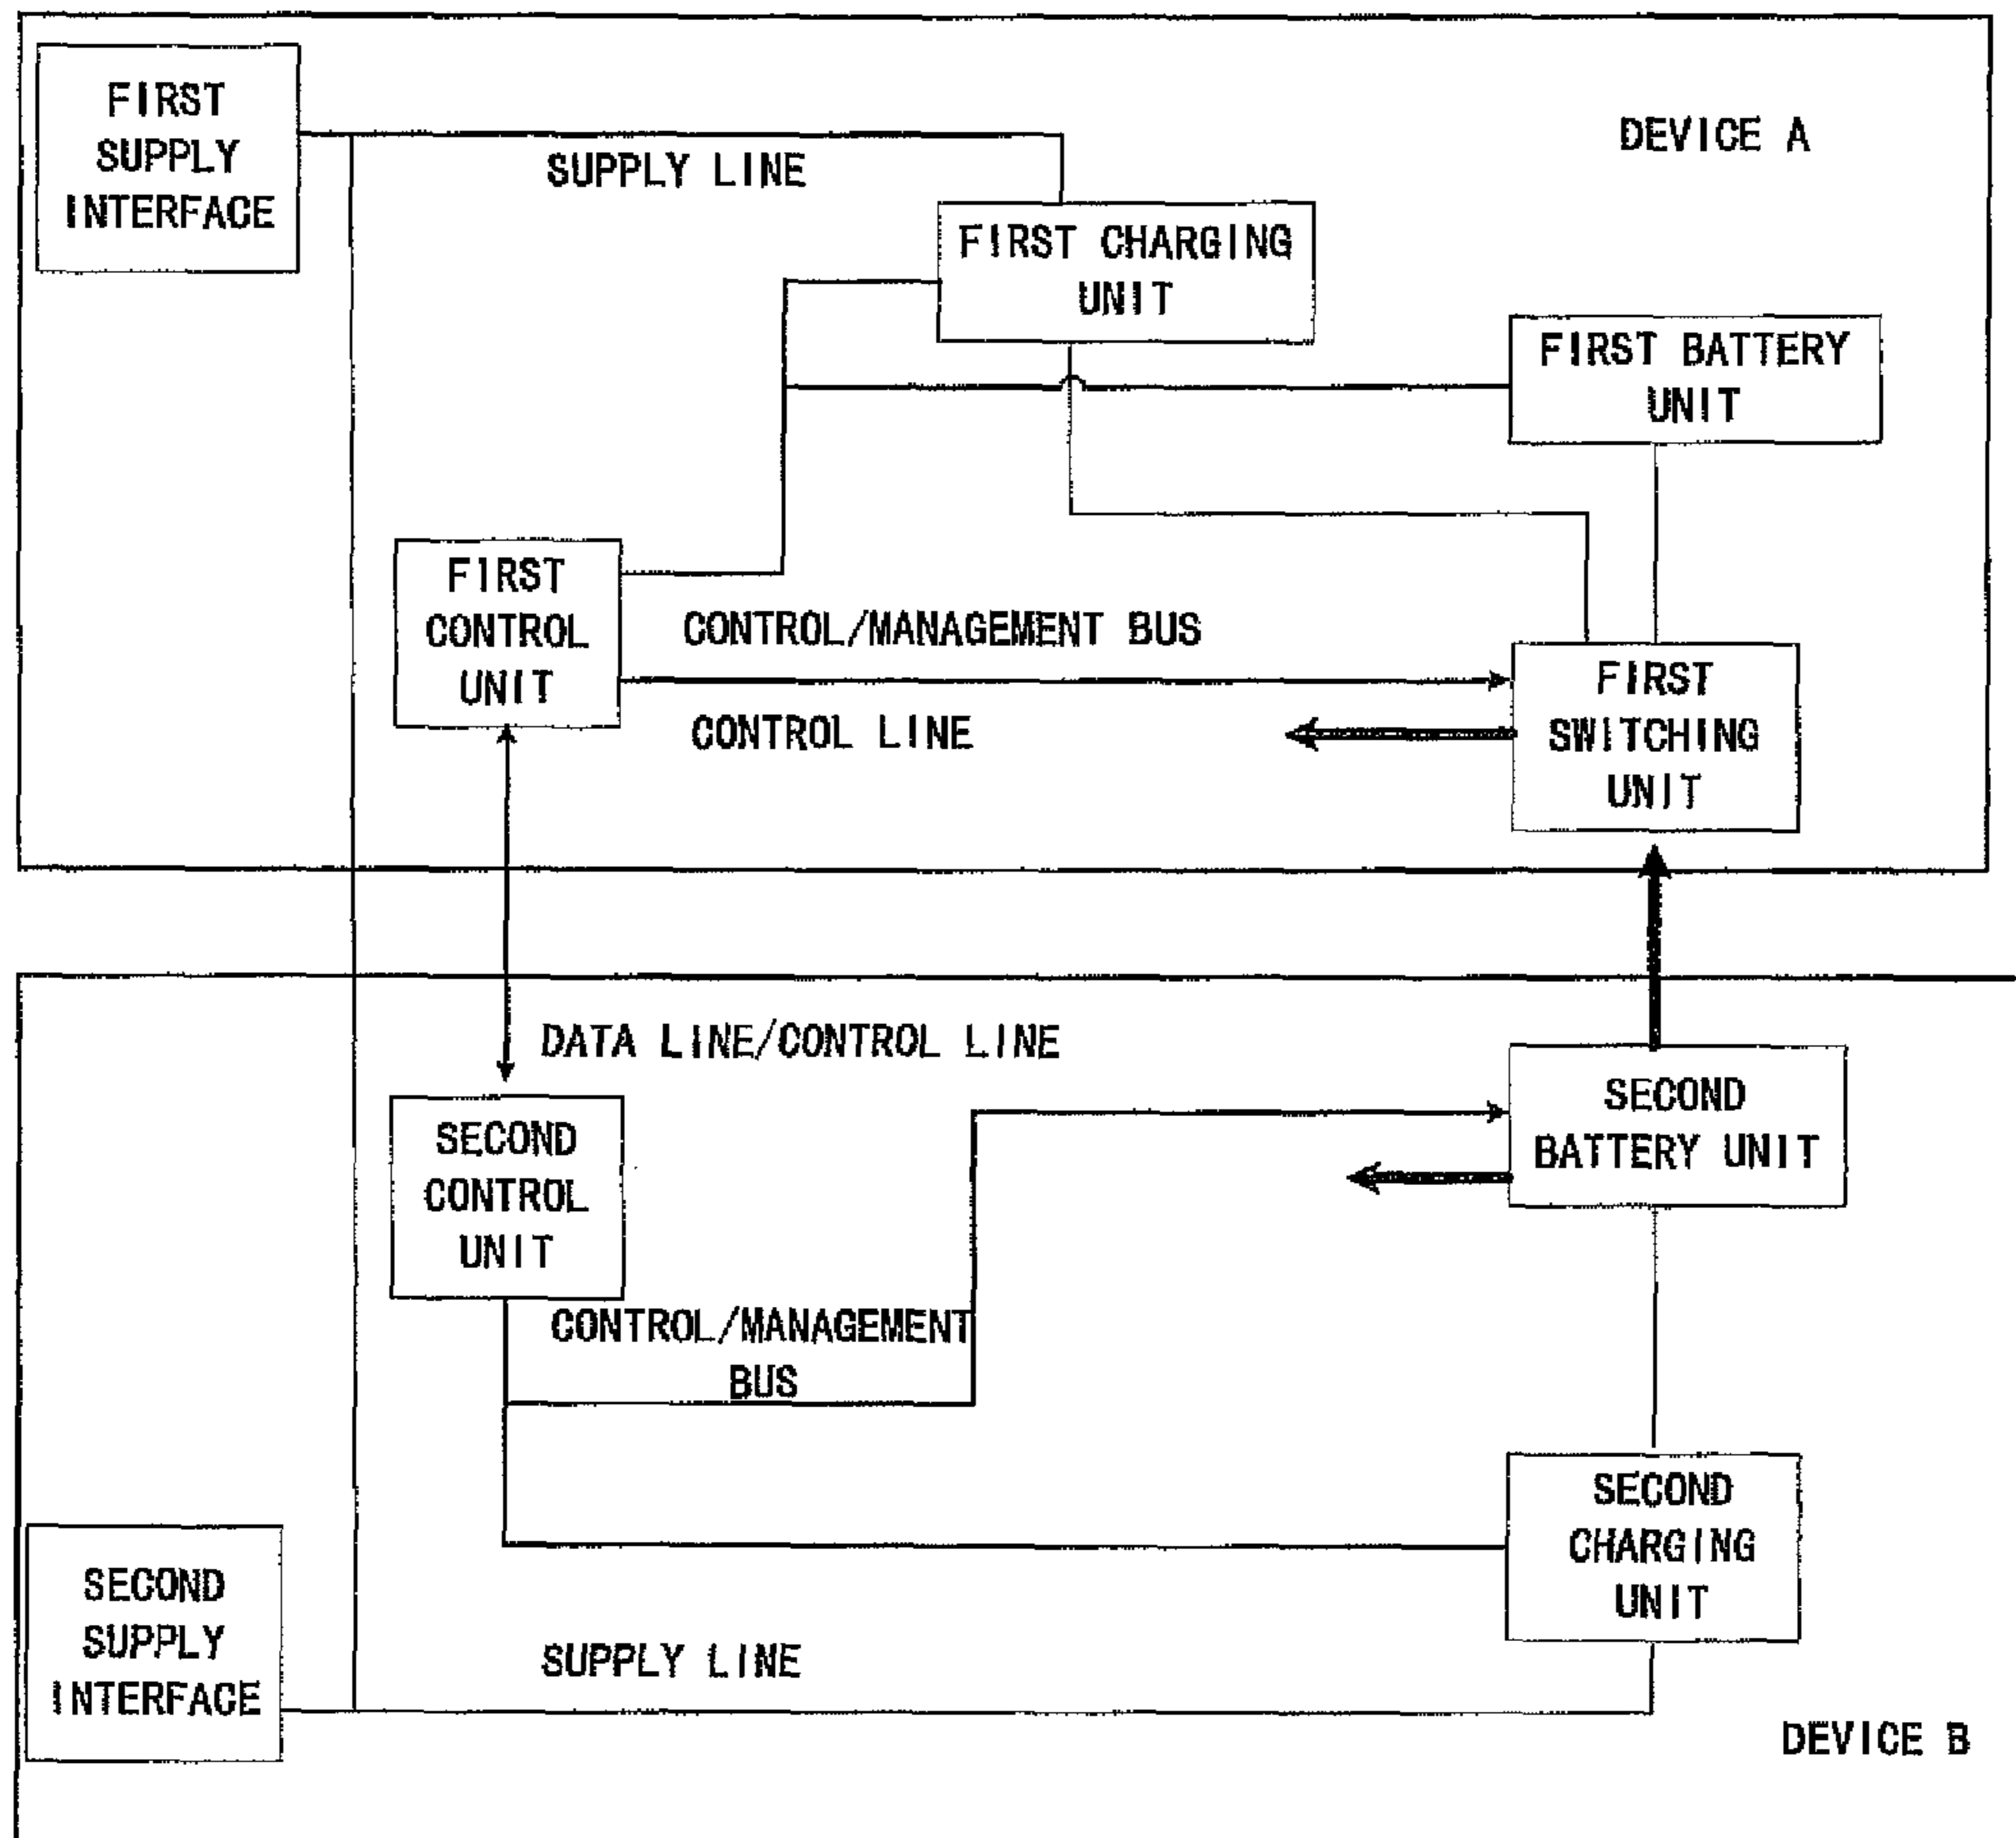 FIRST
SUPPLY
INTERFACE
DEVICE A
SUPPLY LINE
FIRST CHARGING
UNIT
FIRST BATTERY
UNIT
FIRST
CONTROL
UNIT
CONTROL/MANAGEMENT BUS
CONTROL LINE
FIRST
SWITCHING
UNIT
DATA LINE/CONTROL LINE
SECOND
BATTERY UNIT
SECOND
CONTROL
UNIT
CONTROL/MANAGEMENT
BUS
SECOND
CHARGING
UNIT
SECOND
SUPPLY
INTERFACE
SUPPLY LINE
DEVICE B